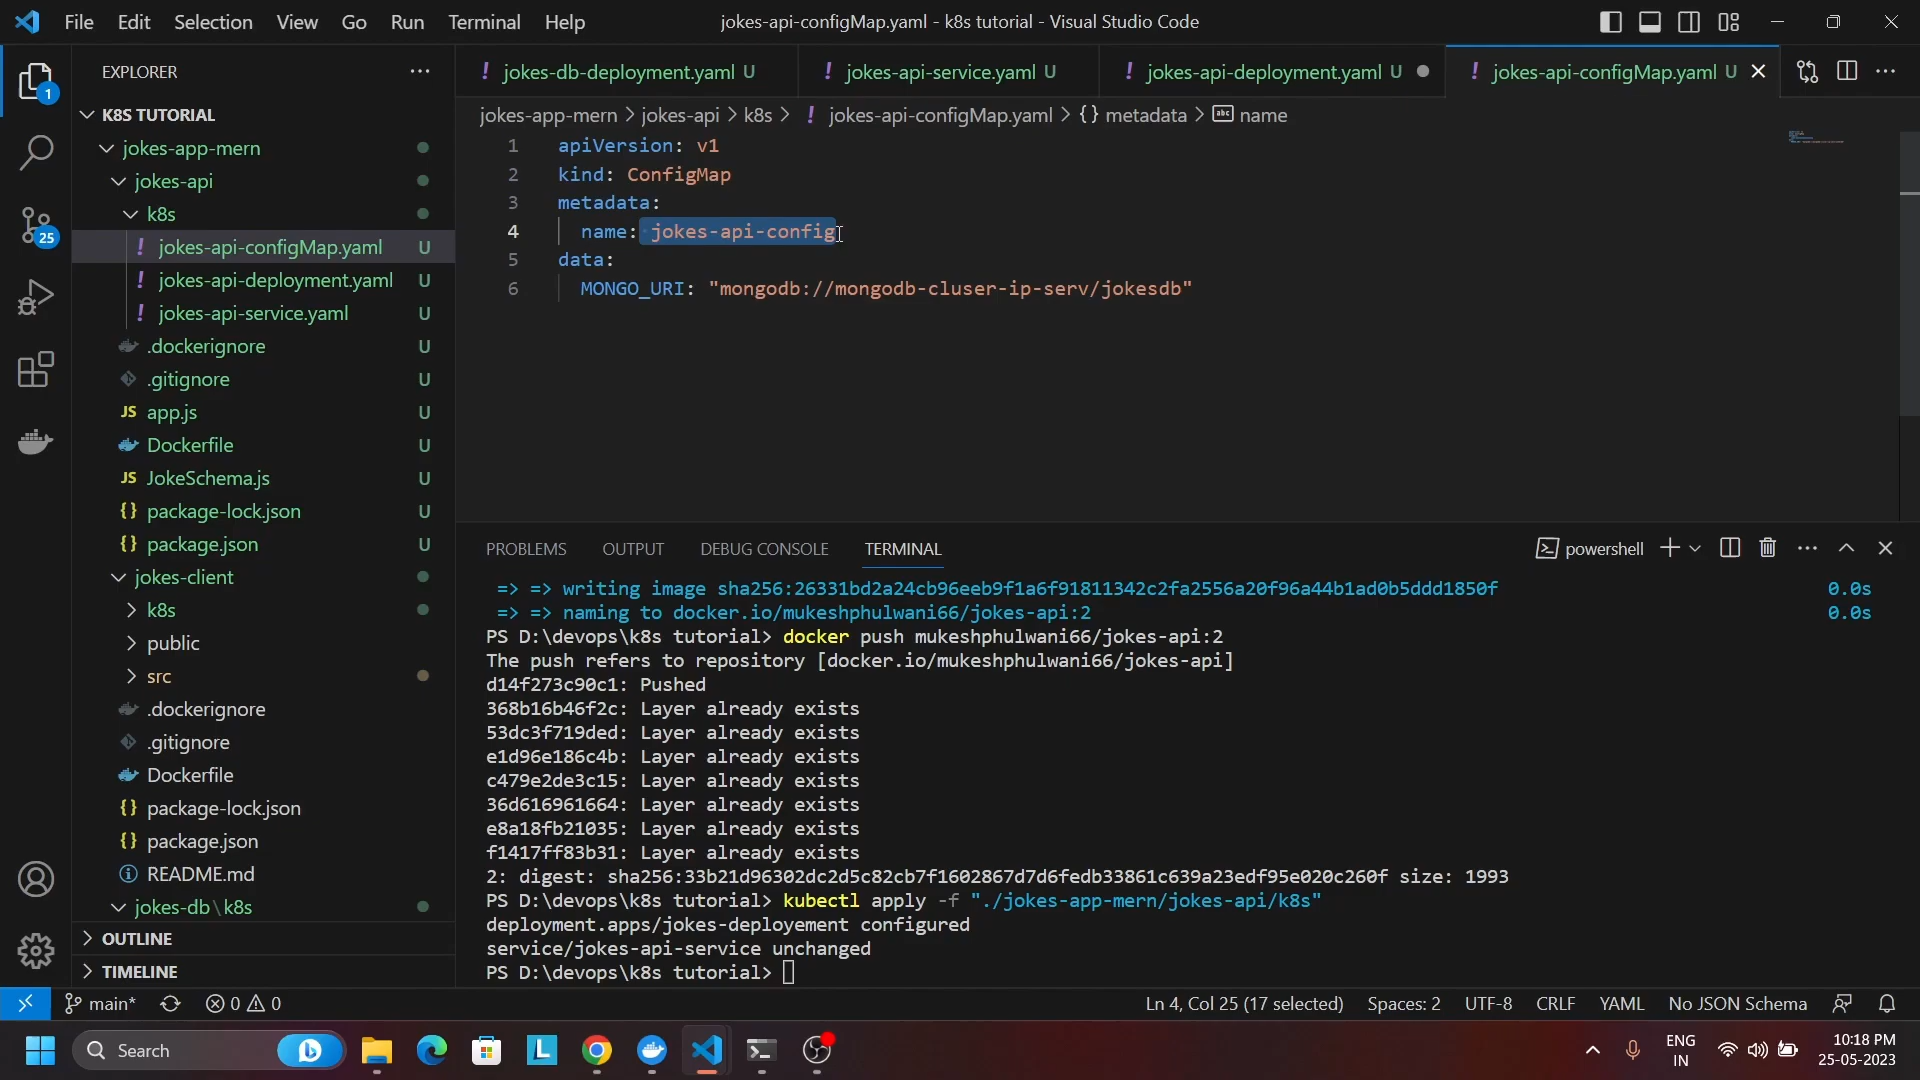 File Edit Selection View Go Run Terminal Help
jokes-api-configMap.yaml - k8s tutorial - Visual Studio Code
EXPLORER
jokes-db-deployment.yaml U
jokes-api-service.yaml U
jokes-api-deployment.yaml U
jokes-api-configMap.yaml U
jokes-app-mern > jokes-api > k8s > ! jokes-api-configMap.yaml > {} metadata > abc name
K8S TUTORIAL
jokes-app-mern
jokes-api
k8s
! jokes-api-configMap.yaml U
! jokes-api-deployment.yaml U
! jokes-api-service.yaml U
.dockerignore U
.gitignore U
JS app.js U
Dockerfile U
JS JokeSchema.js U
{} package-lock.json U
{} package.json U
jokes-client
k8s
public
src
.dockerignore
.gitignore
Dockerfile
{} package-lock.json
{} package.json
README.md
jokes-db\k8s
OUTLINE
TIMELINE
1
25
1 apiVersion: v1
2 kind: ConfigMap
3 metadata:
4 name: jokes-api-config
5 data:
6 MONGO_URI: "mongodb://mongodb-cluser-ip-serv/jokesdb"
PROBLEMS OUTPUT DEBUG CONSOLE TERMINAL
powershell
=> => writing image sha256:26331bd2a24cb96eeb9f1a6f91811342c2fa2556a20f96a44b1ad0b5ddd1850f 0.0s
=> => naming to docker.io/mukeshphulwani66/jokes-api:2 0.0s
PS D:\devops\k8s tutorial> docker push mukeshphulwani66/jokes-api:2
The push refers to repository [docker.io/mukeshphulwani66/jokes-api]
d14f273c90c1: Pushed
368b16b46f2c: Layer already exists
53dc3f719ded: Layer already exists
e1d96e186c4b: Layer already exists
c479e2de3c15: Layer already exists
36d616961664: Layer already exists
e8a18fb21035: Layer already exists
f1417ff83b31: Layer already exists
2: digest: sha256:33b21d96302dc2d5c82cb7f1602867d7d6fedb33861c639a23edf95e020c260f size: 1993
PS D:\devops\k8s tutorial> kubectl apply -f "./jokes-app-mern/jokes-api/k8s"
deployment.apps/jokes-deployement configured
service/jokes-api-service unchanged
PS D:\devops\k8s tutorial>
main* 0 0
Ln 4, Col 25 (17 selected) Spaces: 2 UTF-8 CRLF YAML No JSON Schema
Search
L
ENG
IN
10:18 PM
25-05-2023